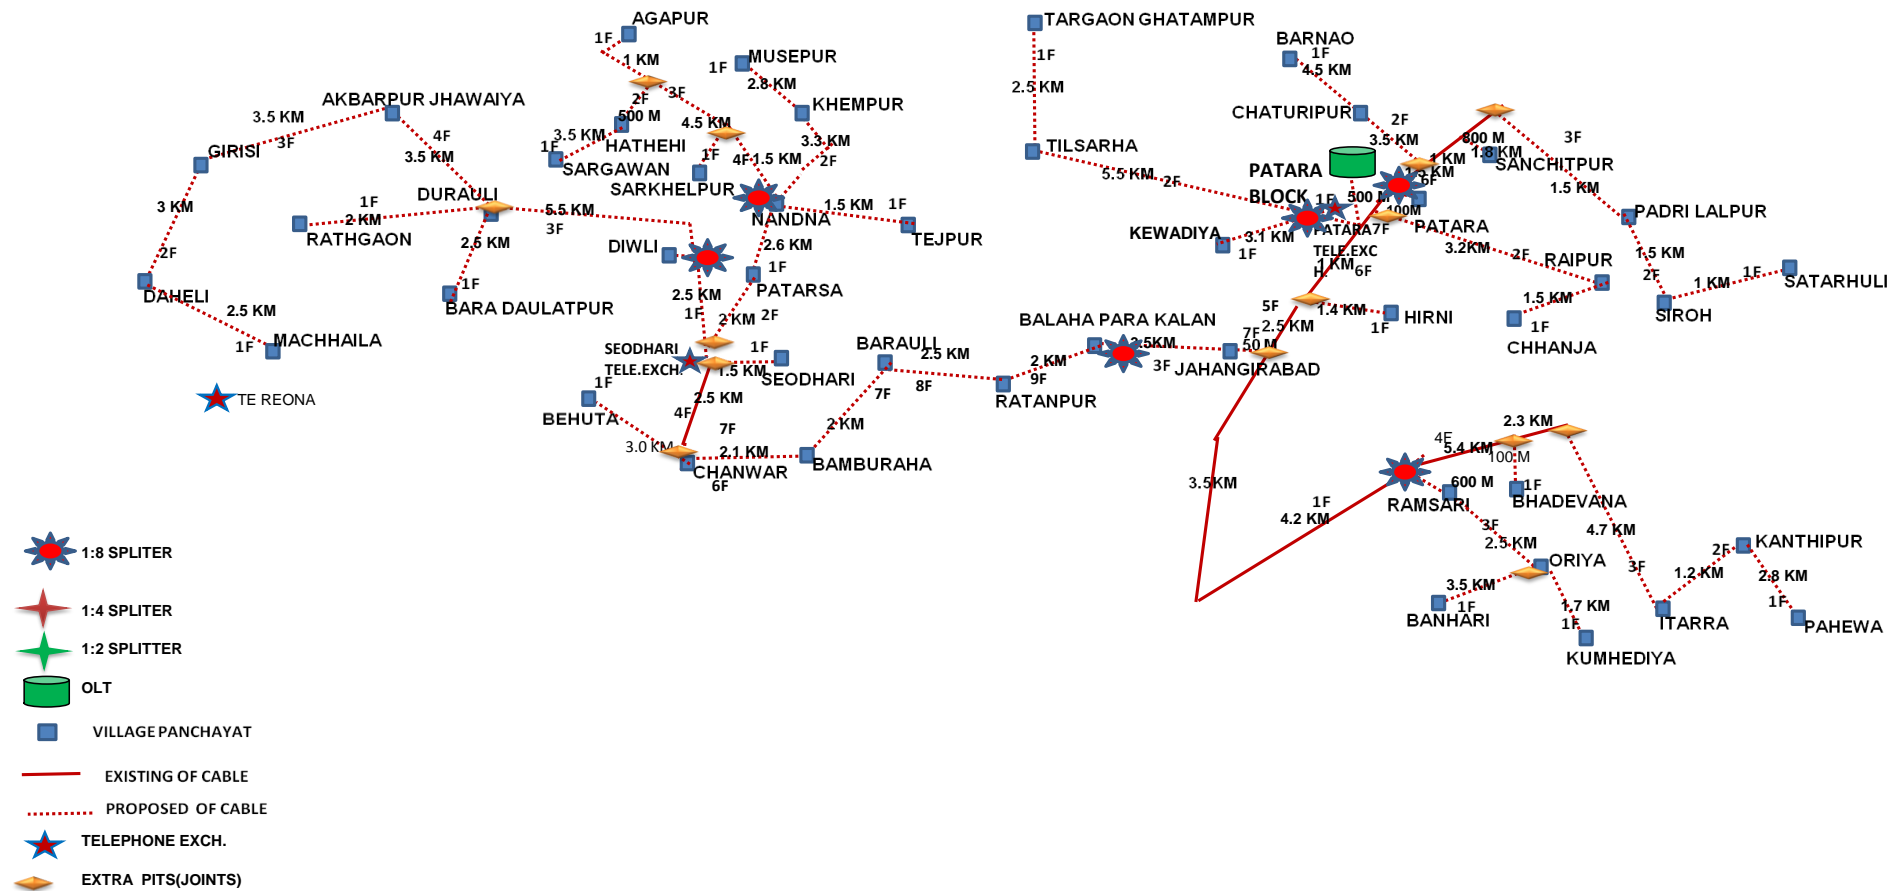 AGAPUR
1F
1 KM
MUSEPUR
1F
2.8 KM
KHEMPUR
3.3 KM
2F
AKBARPUR JHAWAIYA
3.5 KM
3F
GIRISI
4F
3.5 KM
2F
3F
500 M
4.5 KM
HATHEHI
3.5 KM
1F
SARGAWAN
1F
SARKHELPUR
4F
1.5 KM
NANDNA
1.5 KM
1F
TEJPUR
DURAULI
3 KM
2F
DAHELI
2.5 KM
1F
MACHHAILA
1F
2 KM
RATHGAON
5.5 KM
3F
2.5 KM
1F
BARA DAULATPUR
DIWLI
2.5 KM
1F
2.6 KM
1F
PATARSA
2 KM
2F
SEODHARI
TELE.EXCH.
1F
1.5 KM
SEODHARI
TE REONA
1F
BEHUTA
3.0 KM
2.5 KM
4F
7F
2.1 KM
CHANWAR
6F
BAMBURAHA
2 KM
7F
BARAULI
2.5 KM
8F
RATANPUR
2 KM
9F
BALAHA PARA KALAN
2.5KM
3F
JAHANGIRABAD
7F
50 M
5F
2.5 KM
TARGAON GHATAMPUR
1F
2.5 KM
TILSARHA
5.5 KM
2F
BARNAO
1F
4.5 KM
CHATURIPUR
2F
3.5 KM
800 M
1.8 KM
SANCHITPUR
1 KM
1.5 KM
6F
PATARA
BLOCK
1F
500 M
100M
PATARA
TELE.EXC
H
7F
PATARA
KEWADIYA
3.1 KM
1F
1 KM
6F
3.2KM
2F
RAIPUR
1.5 KM
1F
CHHANJA
1.4 KM
1F
HIRNI
3F
1.5 KM
PADRI LALPUR
1.5 KM
2F
SIROH
1 KM
1F
SATARHULI
3.5KM
1F
4.2 KM
RAMSARI
600 M
5.4 KM
100 M
2.3 KM
1F
BHADEVANA
3F
2.5 KM
ORIYA
3.5 KM
1F
BANHARI
1.7 KM
1F
KUMHEDIYA
4.7 KM
3F
ITARRA
1.2 KM
2F
KANTHIPUR
2.8 KM
1F
PAHEWA
1:8 SPLITER
1:4 SPLITER
1:2 SPLITTER
OLT
VILLAGE PANCHAYAT
EXISTING OF CABLE
PROPOSED OF CABLE
TELEPHONE EXCH.
EXTRA PITS(JOINTS)